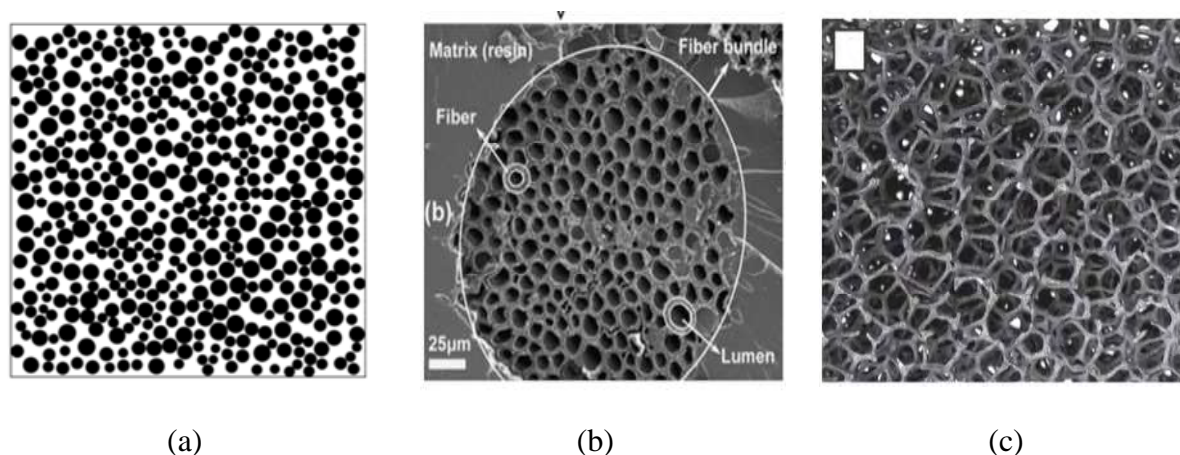 Matrix (resin)
Fiber bundle
Fiber
(b)
25µm
Lumen
(a)
(b)
(c)